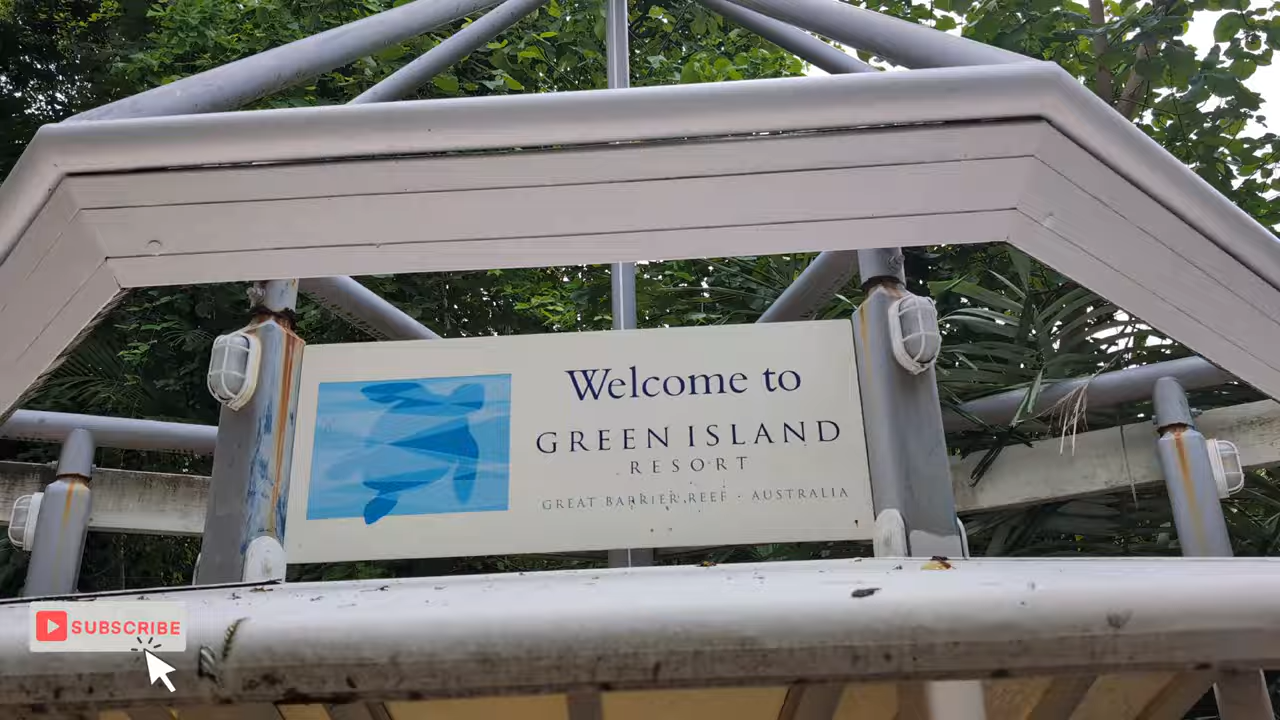 Welcome to
GREEN ISLAND
RESORT
GREAT BARRIER REEF · AUSTRALIA
SUBSCRIBE